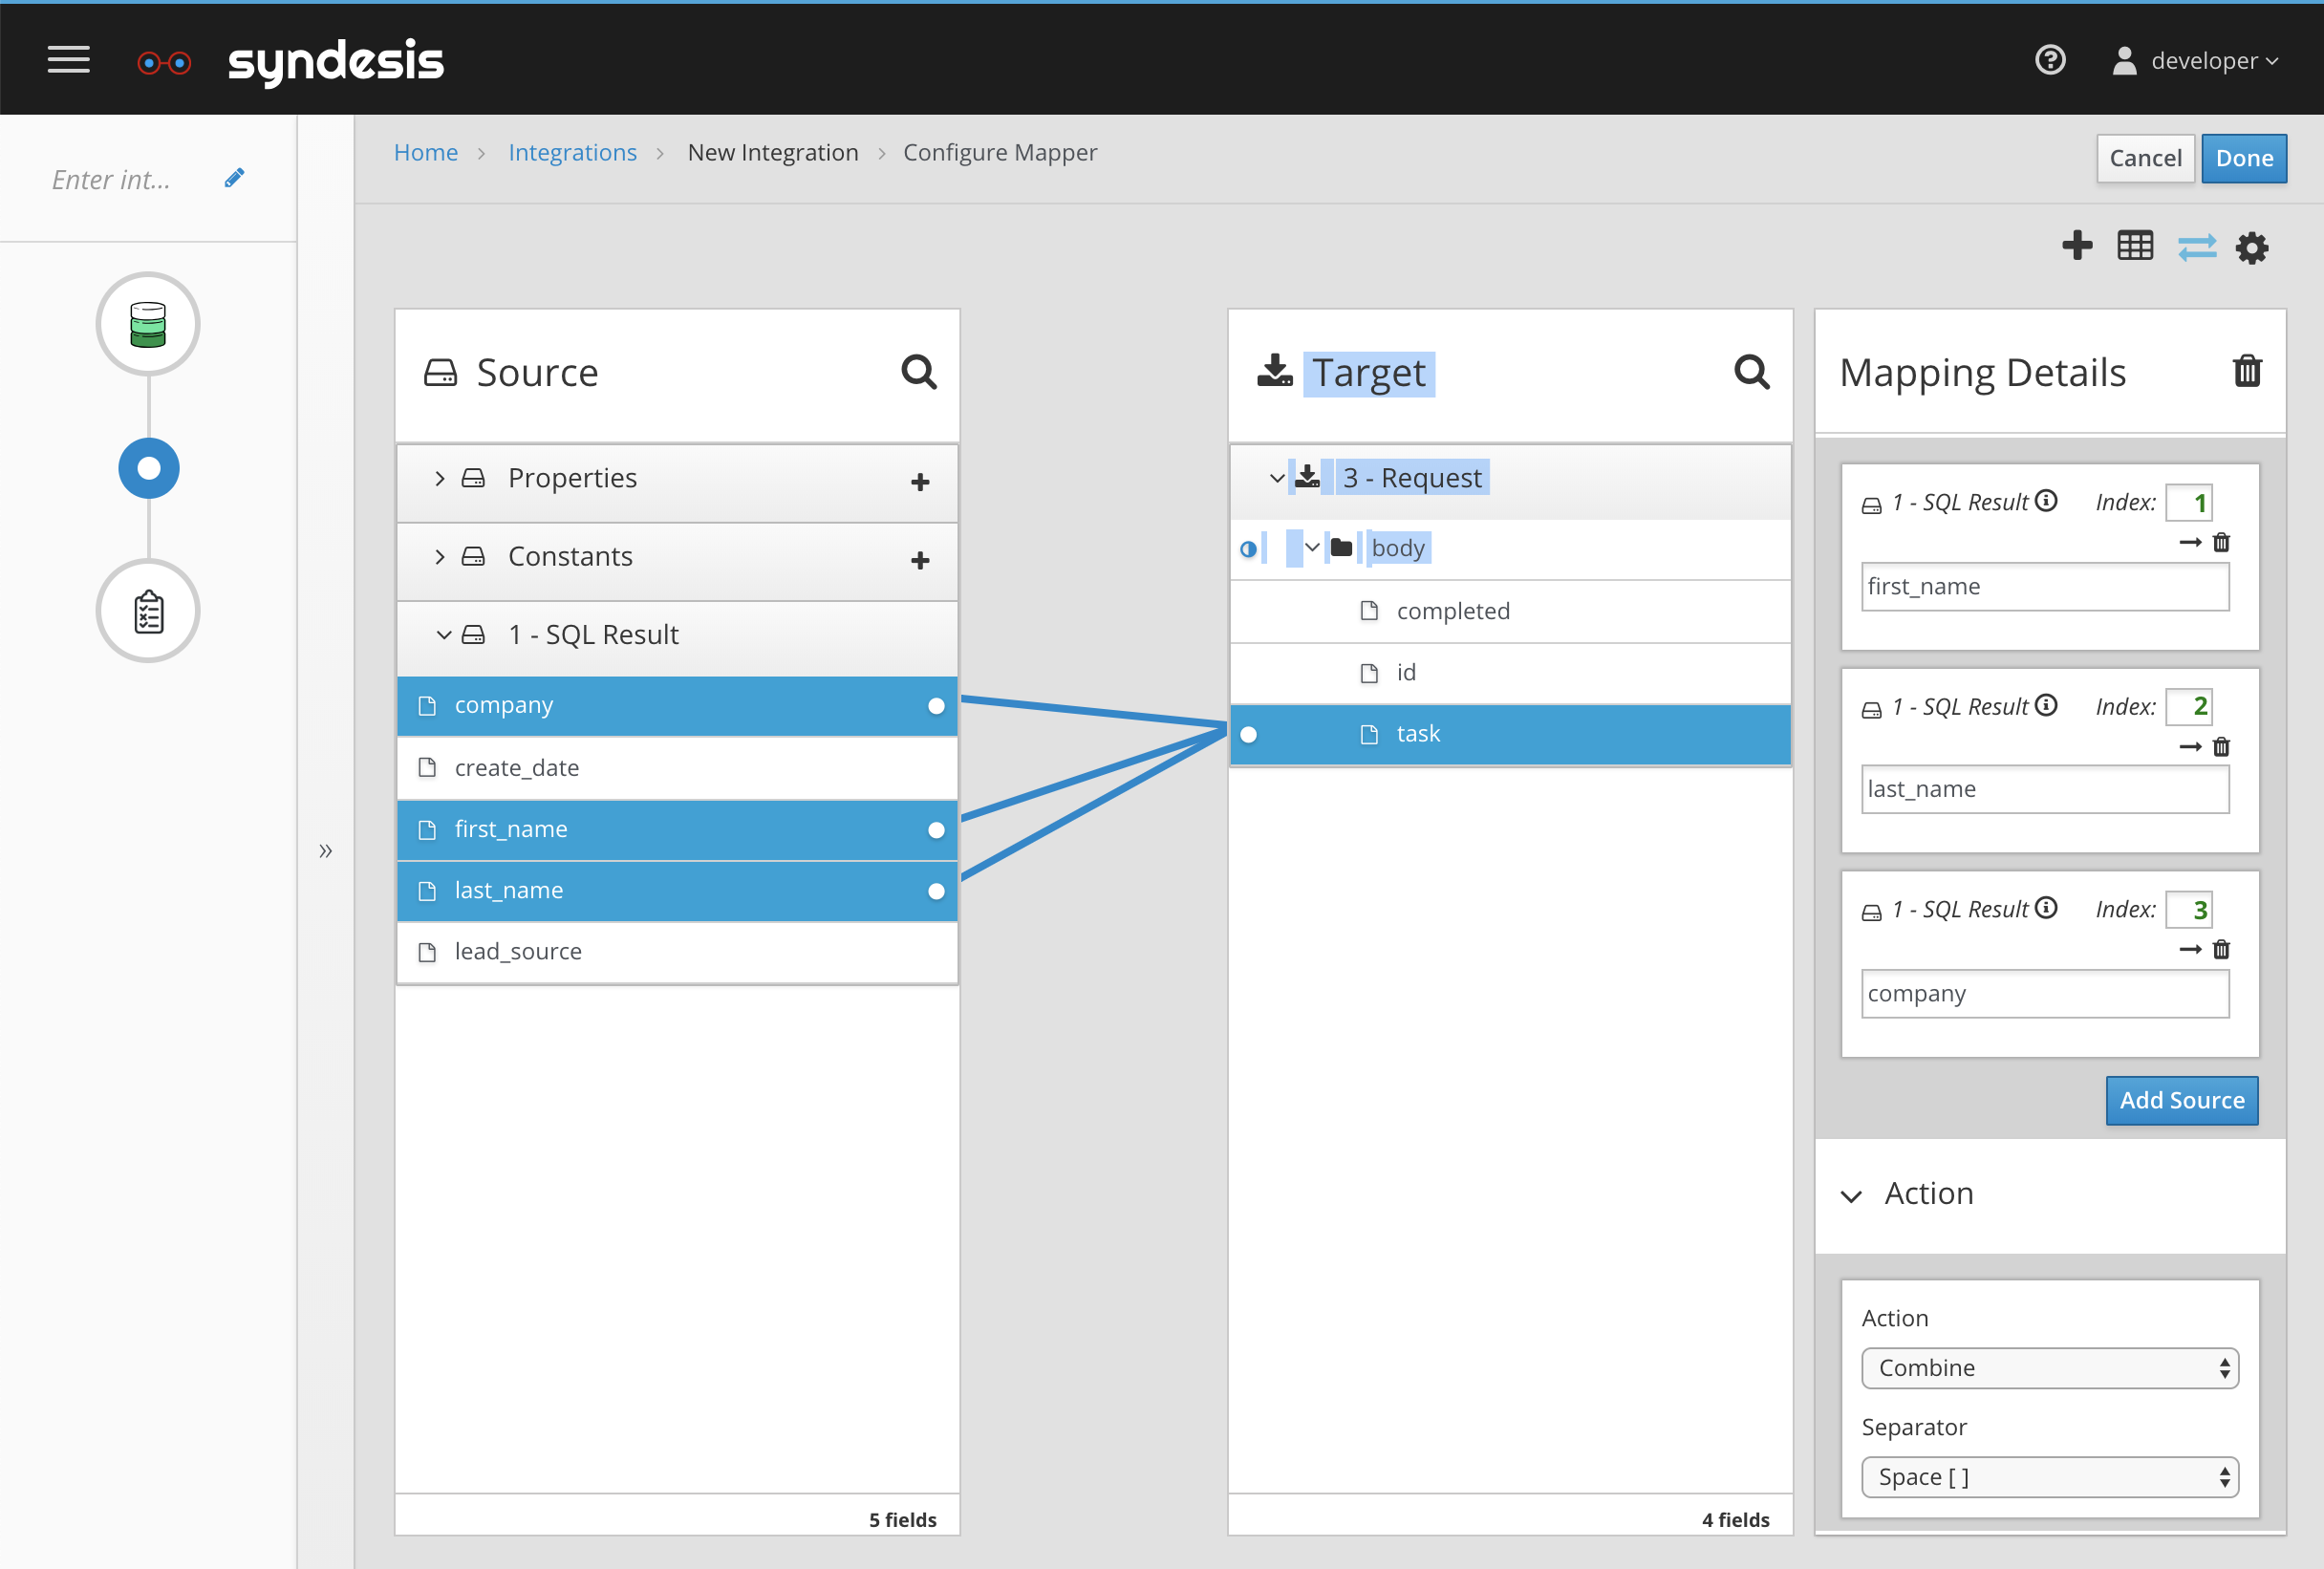 syndesis
developer
Enter int...
Home > Integrations > New Integration > Configure Mapper
Cancel
Done
Source
Properties
Constants
1 - SQL Result
company
create_date
first_name
last_name
lead_source
5 fields
Target
3 - Request
body
completed
id
task
4 fields
Mapping Details
1 - SQL Result Index: 1
first_name
1 - SQL Result Index: 2
last_name
1 - SQL Result Index: 3
company
Add Source
Action
Action
Combine
Separator
Space [ ]